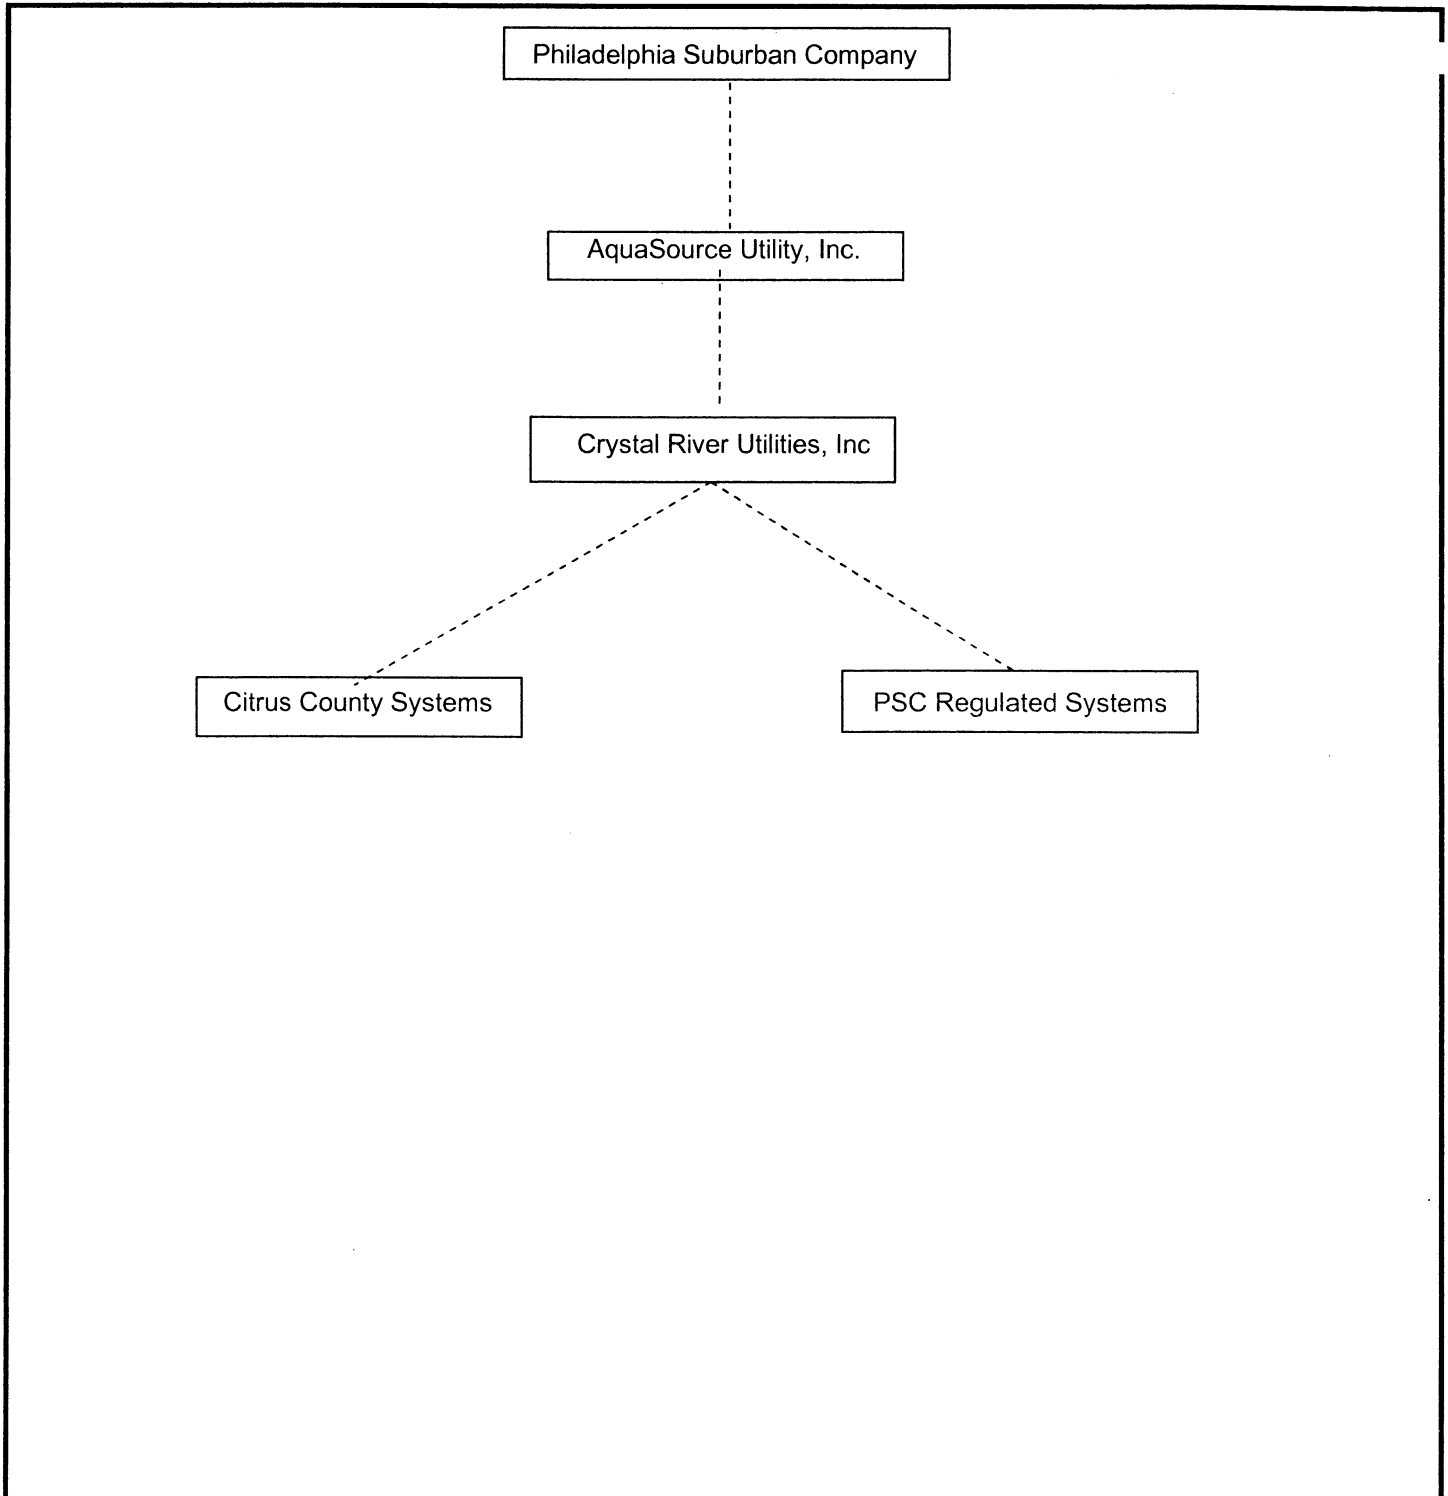 Philadelphia Suburban Company
AquaSource Utility, Inc.
Crystal River Utilities, Inc
Citrus County Systems
PSC Regulated Systems